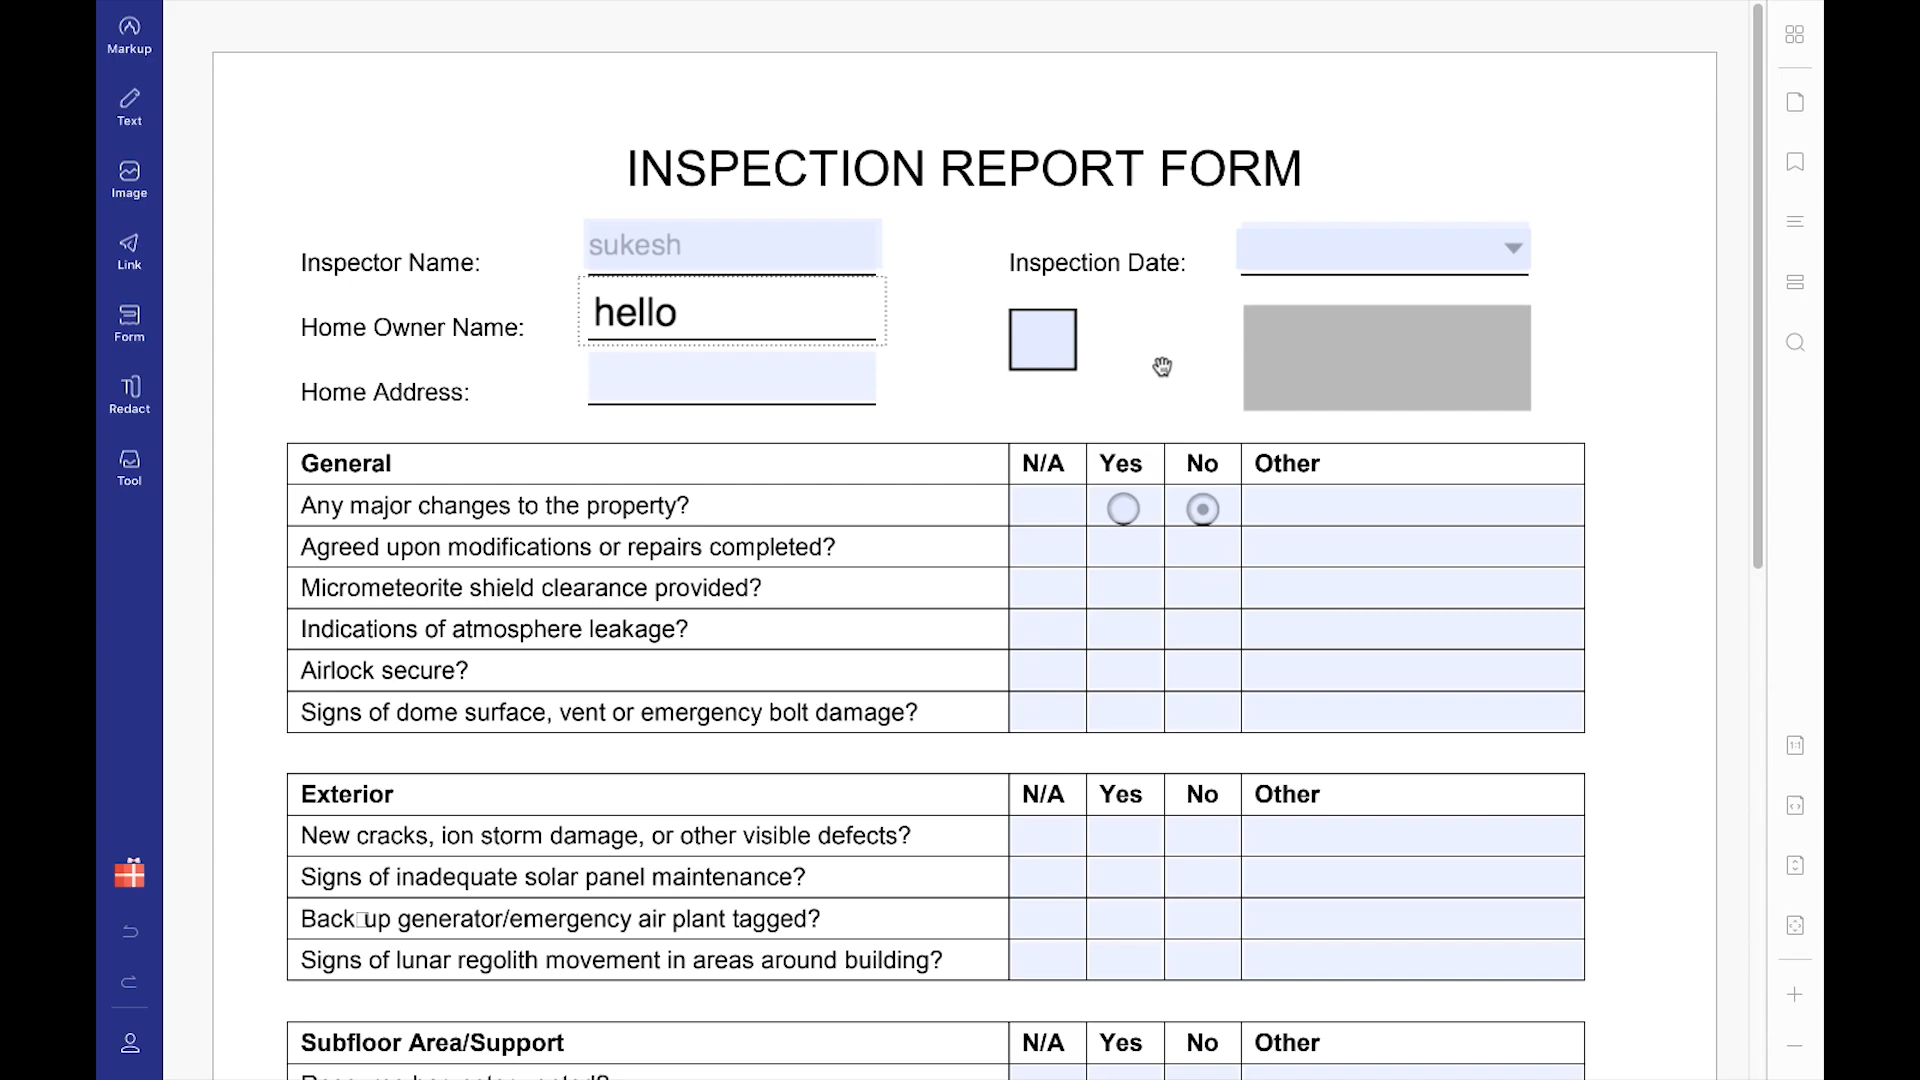 Markup
Text
Image
Link
Form
Redact
Tool
INSPECTION REPORT FORM
Inspector Name: sukesh Inspection Date:
Home Owner Name: hello
Home Address:
General N/A Yes No Other
Any major changes to the property?
Agreed upon modifications or repairs completed?
Micrometeorite shield clearance provided?
Indications of atmosphere leakage?
Airlock secure?
Signs of dome surface, vent or emergency bolt damage?
Exterior N/A Yes No Other
New cracks, ion storm damage, or other visible defects?
Signs of inadequate solar panel maintenance?
Back□up generator/emergency air plant tagged?
Signs of lunar regolith movement in areas around building?
Subfloor Area/Support N/A Yes No Other
1:1